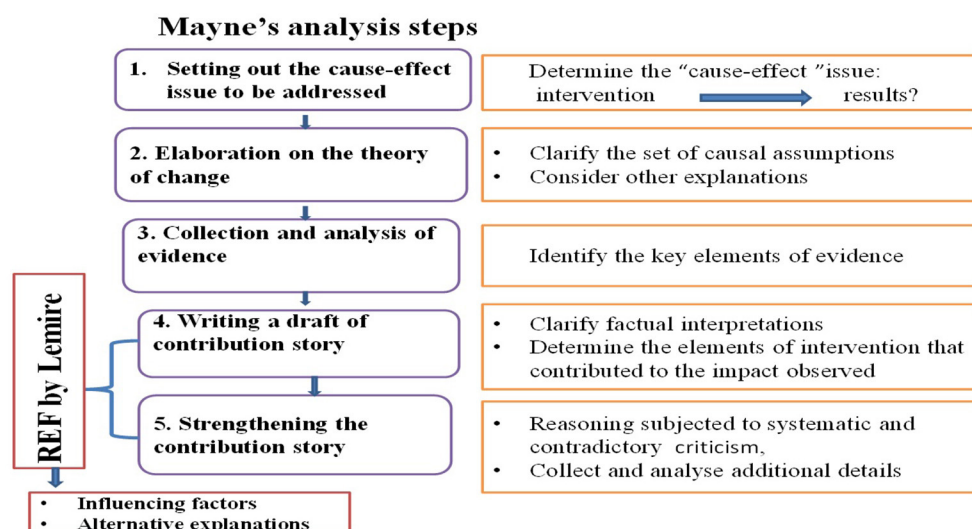 Mayne's analysis steps
1. Setting out the cause-effect
issue to be addressed
Determine the “cause-effect ”issue:
intervention results?
2. Elaboration on the theory
of change
• Clarify the set of causal assumptions
• Consider other explanations
3. Collection and analysis of
evidence
Identify the key elements of evidence
4. Writing a draft of
contribution story
• Clarify factual interpretations
• Determine the elements of intervention that
contributed to the impact observed
5. Strengthening the
contribution story
• Reasoning subjected to systematic and
contradictory criticism,
• Collect and analyse additional details
REF by Lemire
• Influencing factors
• Alternative explanations